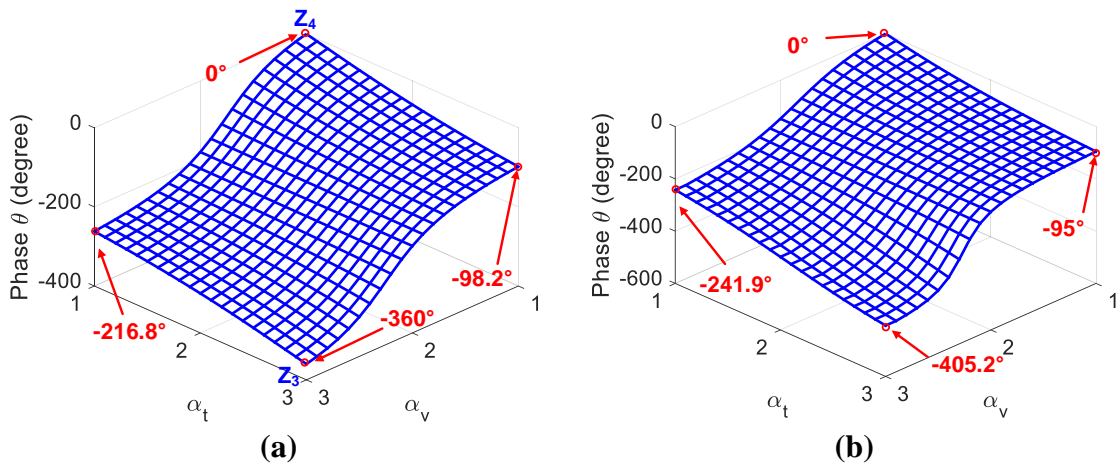 Z4
0°
0
-200
-400
Phase θ (degree)
1
2
3
αt
3
2
1
αv
-98.2°
-216.8°
-360°
Z3
(a)
0°
0
-200
-400
-600
Phase θ (degree)
1
2
3
αt
3
2
1
αv
-95°
-241.9°
-405.2°
(b)